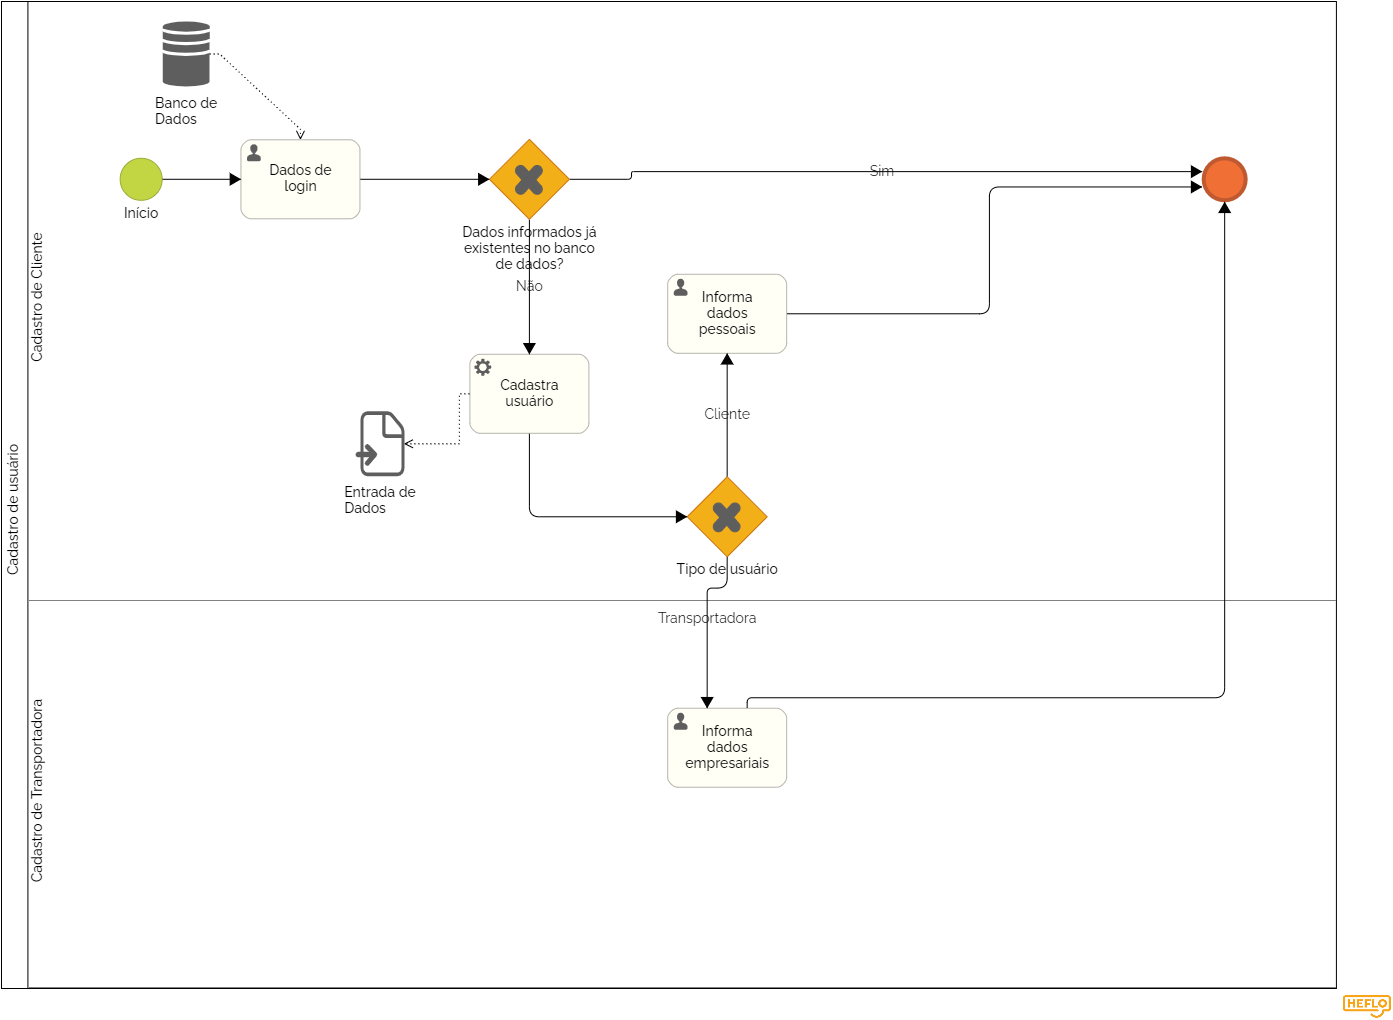 Cadastro de usuário
Cadastro de Cliente
Banco de
Dados
Início
Dados de
login
Dados informados já
existentes no banco
de dados?
Sim
Não
Informa
dados
pessoais
Cadastra
usuário
Cliente
Entrada de
Dados
Tipo de usuário
Cadastro de Transportadora
Transportadora
Informa
dados
empresariais
HEFLO